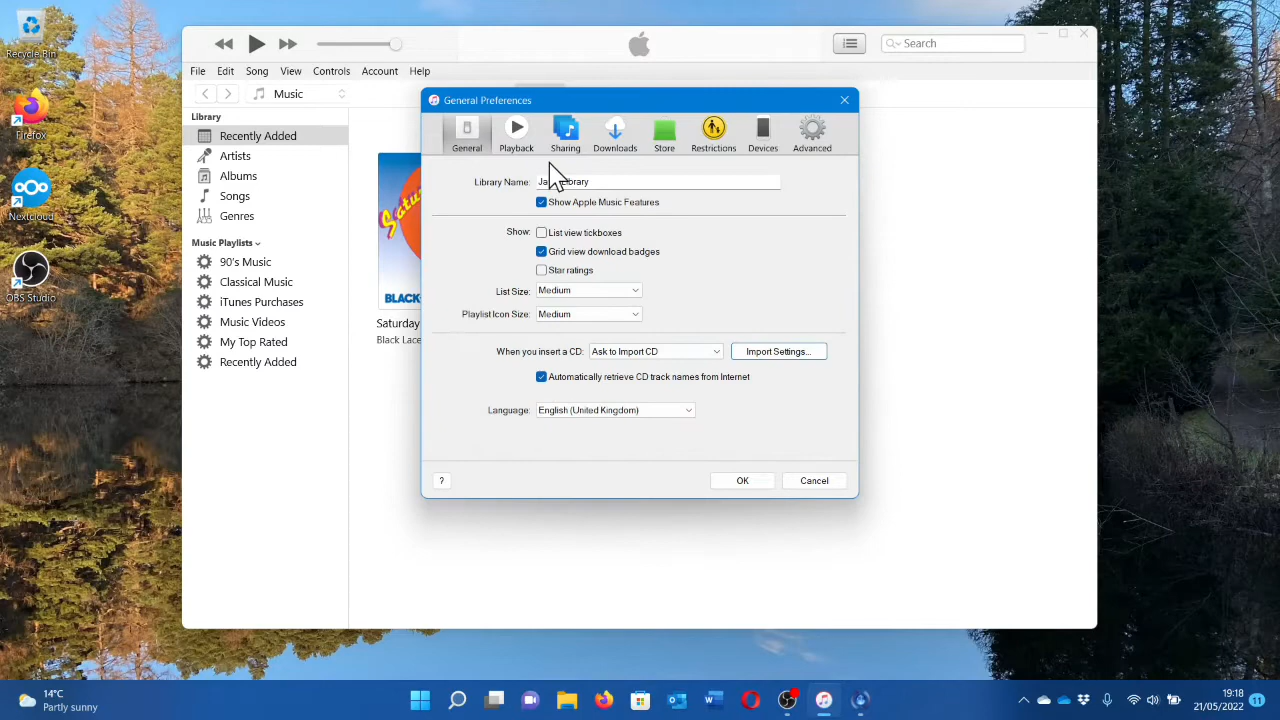 Recycle Bin
Firefox
Nextcloud
OBS Studio
Search
File Edit Song View Controls Account Help
Music
Library
Recently Added
Artists
Albums
Songs
Genres
Music Playlists
90's Music
Classical Music
iTunes Purchases
Music Videos
My Top Rated
Recently Added
BLACK
Saturday
Black Lace
General Preferences
General Playback Sharing Downloads Store Restrictions Devices Advanced
Library Name:
Show Apple Music Features
Show: List view tickboxes
Grid view download badges
Star ratings
List Size: Medium
Playlist Icon Size: Medium
When you insert a CD: Ask to Import CD Import Settings...
Automatically retrieve CD track names from Internet
Language: English (United Kingdom)
? OK Cancel
14°C
Partly sunny
19:18
21/05/2022
11